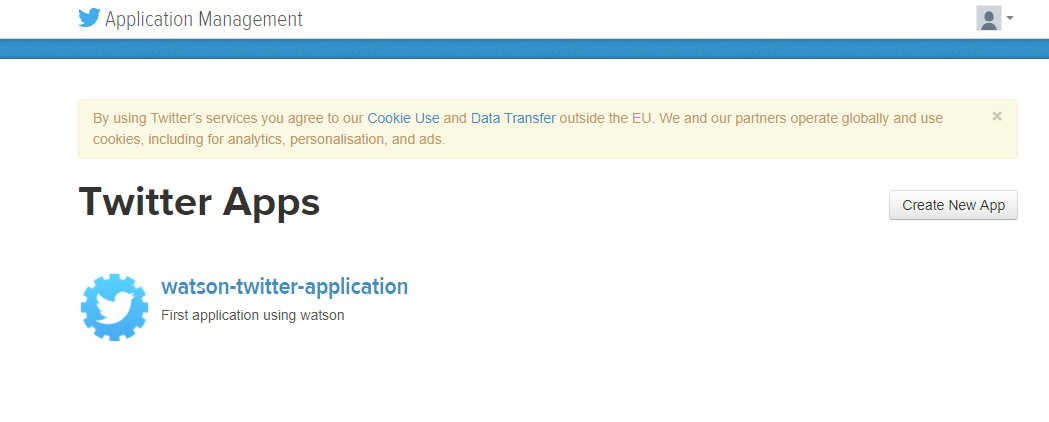 Application Management
By using Twitter's services you agree to our Cookie Use and Data Transfer outside the EU. We and our partners operate globally and use
cookies, including for analytics, personalisation, and ads.
×
Twitter Apps
Create New App
watson-twitter-application
First application using watson